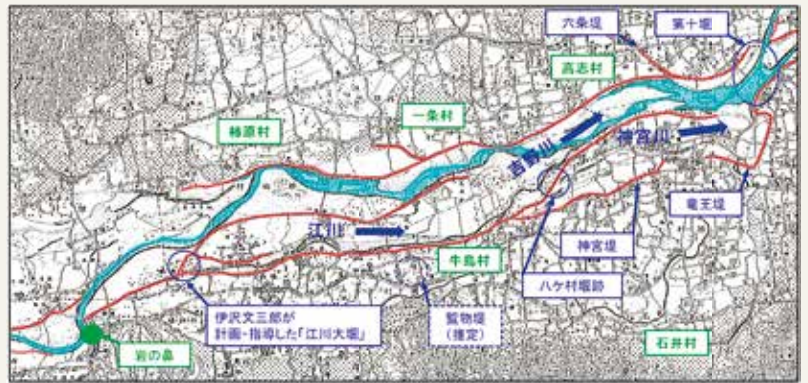 六条堤
第十堰
高志村
一条村
柿原村
吉野川
神宮川
江川
竜王堤
牛島村
神宮堤
八ケ村堰跡
伊沢文三郎が
計画・指導した「江川大堰」
監物堤
(推定)
石井村
岩の鼻